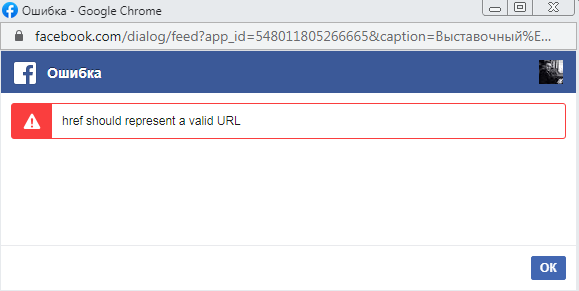 Ошибка - Google Chrome
facebook.com/dialog/feed?app_id=548011805266665&caption=Выставочный%E...
Ошибка
href should represent a valid URL
OK